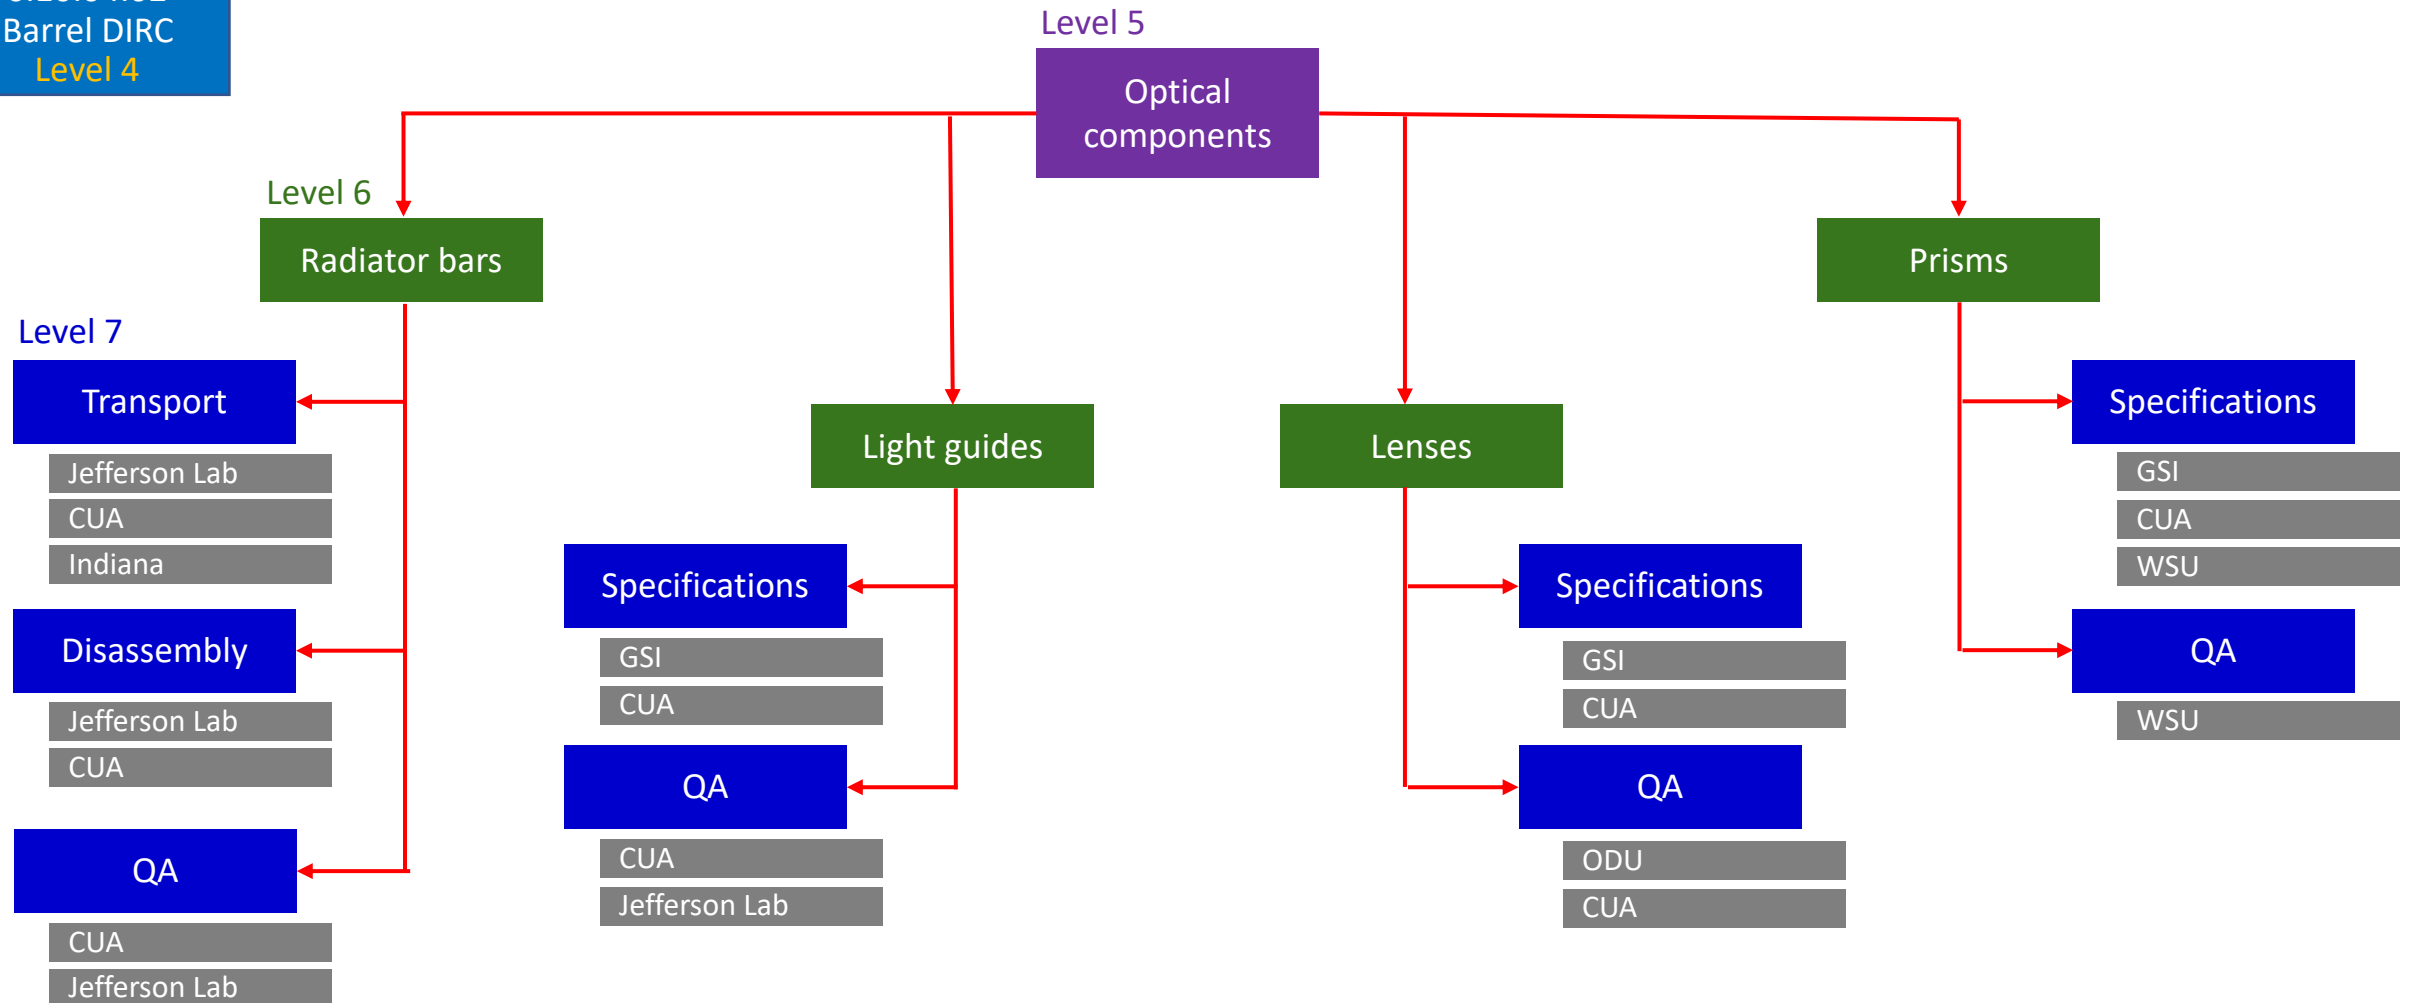 Barrel DIRC
Level 4
Level 5
Optical
components
Level 6
Radiator bars
Prisms
Level 7
Transport
Jefferson Lab
CUA
Indiana
Disassembly
Jefferson Lab
CUA
QA
CUA
Jefferson Lab
Light guides
Specifications
GSI
CUA
QA
CUA
Jefferson Lab
Lenses
Specifications
GSI
CUA
QA
ODU
CUA
Specifications
GSI
CUA
WSU
QA
WSU